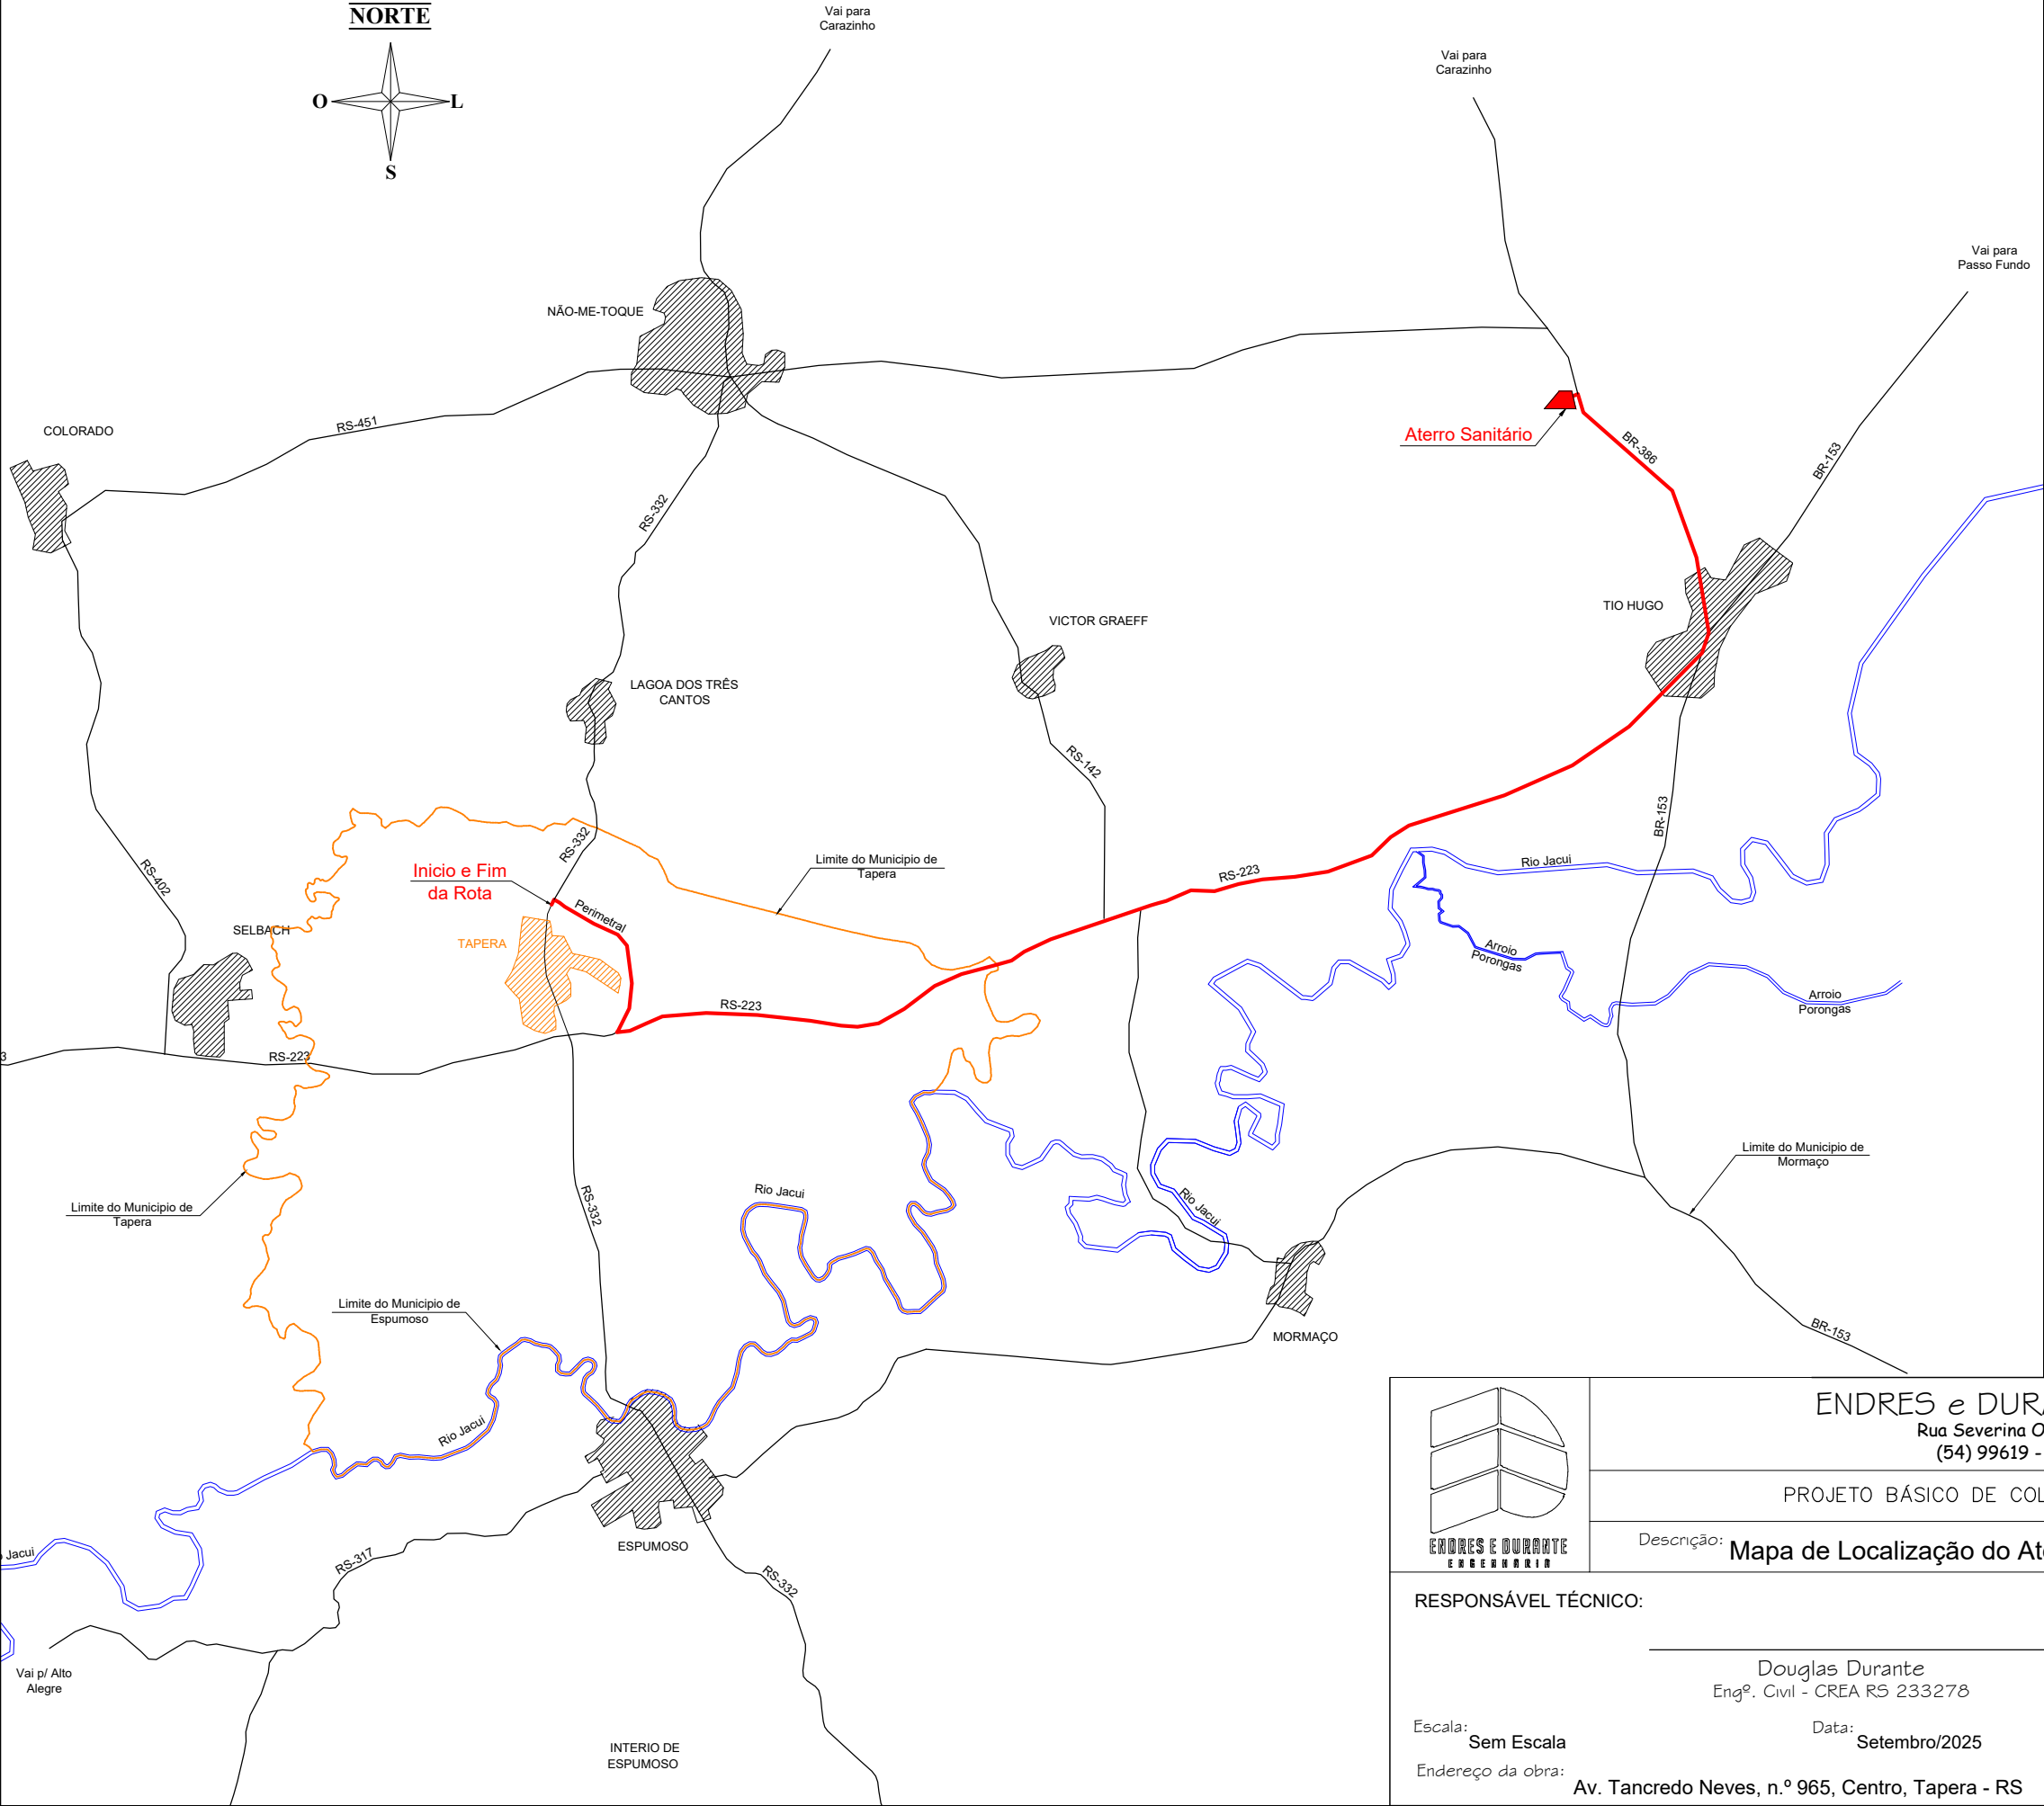 NORTE
O
L
S
Vai para
Carazinho
Vai para
Carazinho
Vai para
Passo Fundo
NÃO-ME-TOQUE
COLORADO
RS-451
RS-332
Aterro Sanitário
BR-386
BR-153
TIO HUGO
VICTOR GRAEFF
LAGOA DOS TRÊS
CANTOS
RS-142
BR-153
RS-402
RS-332
Inicio e Fim
da Rota
Perimetral
Limite do Municipio de
Tapera
RS-223
Rio Jacui
SELBACH
TAPERA
Arroio
Porongas
Arroio
Porongas
RS-223
3
RS-223
Limite do Municipio de
Mormaço
Limite do Municipio de
Tapera
RS-332
Rio Jacui
Rio Jacui
Limite do Municipio de
Espumoso
MORMAÇO
BR-153
Rio Jacui
Jacui
ESPUMOSO
RS-317
RS-332
Vai p/ Alto
Alegre
INTERIO DE
ESPUMOSO
ENDRES E DURANTE
ENGENHARIA
ENDRES e DURA
Rua Severina O
(54) 99619 -
PROJETO BÁSICO DE COL
Descrição: Mapa de Localização do Ate
RESPONSÁVEL TÉCNICO:
Douglas Durante
Engº. Civil - CREA RS 233278
Escala: Sem Escala
Data: Setembro/2025
Endereço da obra: Av. Tancredo Neves, n.º 965, Centro, Tapera - RS